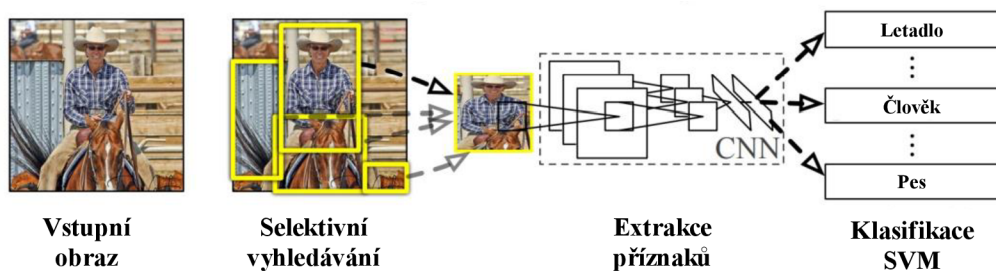 Letadlo
Člověk
Pes
CNN
Vstupní
obraz
Selektivní
vyhledávání
Extrakce
příznaků
Klasifikace
SVM